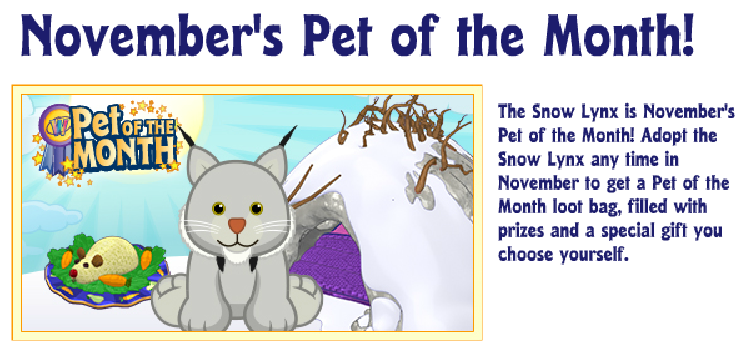 November's Pet of the Month!
W!
Pet OF THE
MONTH
The Snow Lynx is November's
Pet of the Month! Adopt the
Snow Lynx any time in
November to get a Pet of the
Month loot bag, filled with
prizes and a special gift you
choose yourself.